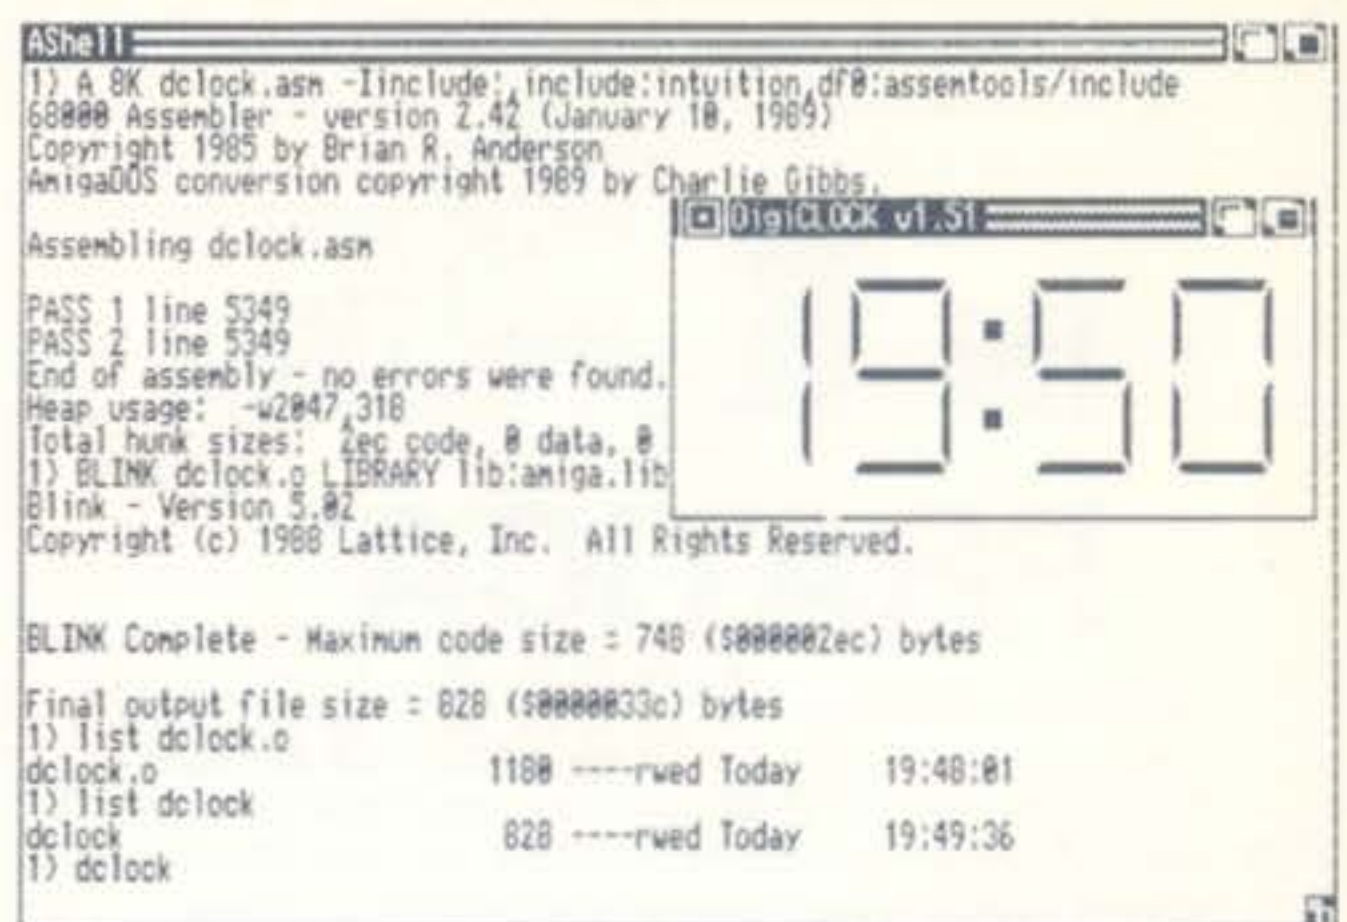 AShell
1) A 8K dclock.asm -Iinclude:,include:intuition,df0:assemtools/include
68000 Assembler - version 2.42 (January 10, 1989)
Copyright 1985 by Brian R. Anderson
AmigaDOS conversion copyright 1989 by Charlie Gibbs.
DigiCLOCK v1.51
19:50
Assembling dclock.asm
PASS 1 line 5349
PASS 2 line 5349
End of assembly - no errors were found.
Heap usage:  -w2047,318
Total hunk sizes:  2ec code, 0 data, 0
1) BLINK dclock.o LIBRARY lib:amiga.lib
Blink - Version 5.02
Copyright (c) 1988 Lattice, Inc.  All Rights Reserved.
BLINK Complete - Maximum code size = 748 ($000002ec) bytes
Final output file size = 828 ($0000033c) bytes
1) list dclock.o
dclock.o 1180 ----rwed Today 19:48:01
1) list dclock
dclock 828 ----rwed Today 19:49:36
1) dclock